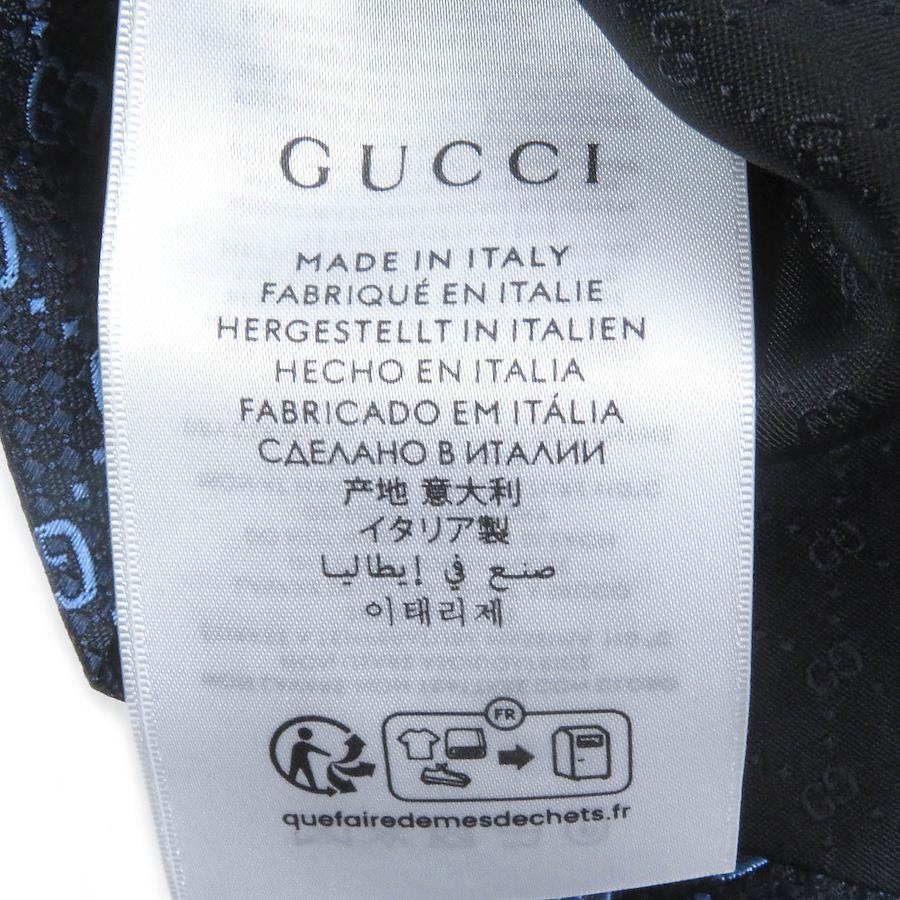 GUCCI
MADE IN ITALY
FABRIQUÉ EN ITALIE
HERGESTELLT IN ITALIEN
HECHO EN ITALIA
FABRICADO EM ITÁLIA
СДЕЛАНО В ИТАЛИИ
产地 意大利
イタリア製
صنع في إيطاليا
이태리제
FR
quefairedemesdechets.fr